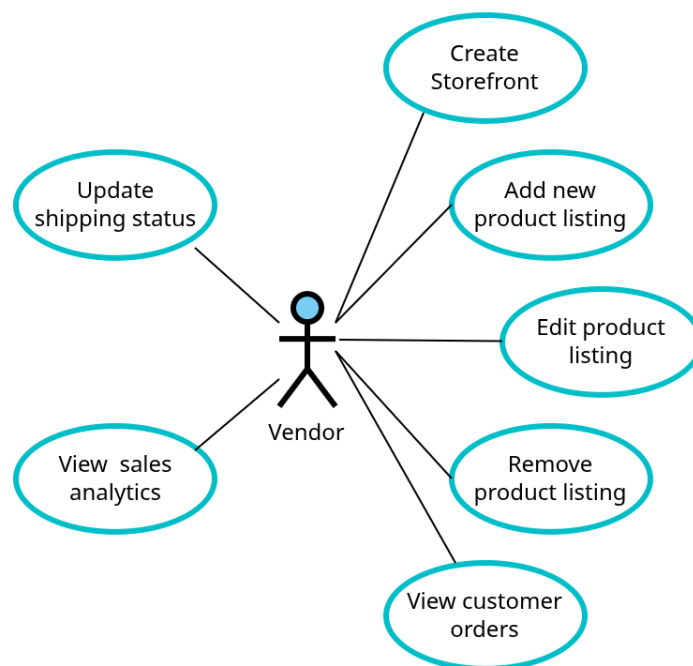 Create
Storefront
Update
shipping status
Add new
product listing
Edit product
listing
Vendor
View  sales
analytics
Remove
product listing
View customer
orders